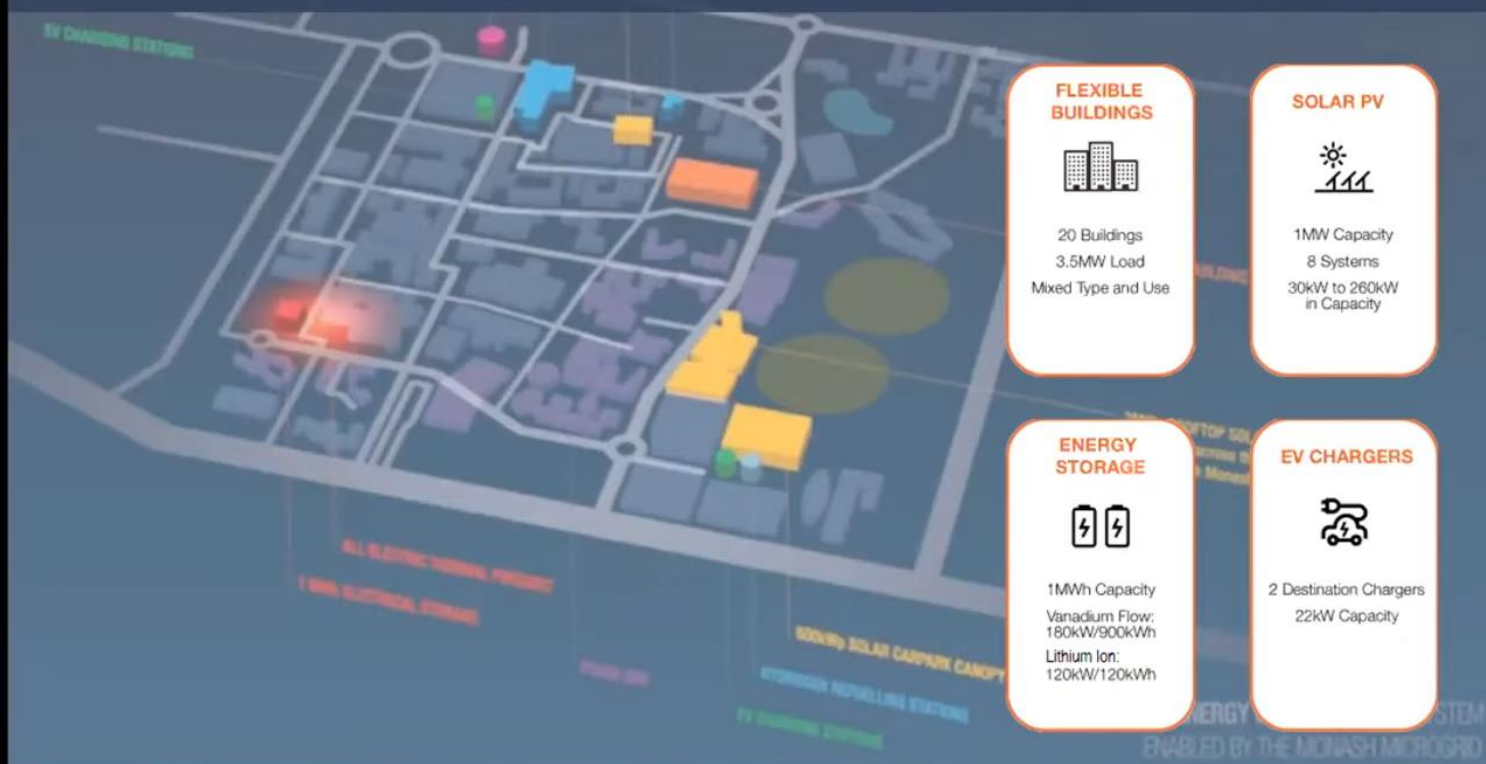 EV CHARGING STATIONS
FLEXIBLE
BUILDINGS
20 Buildings
3.5MW Load
Mixed Type and Use
SOLAR PV
1MW Capacity
8 Systems
30kW to 260kW
in Capacity
ENERGY
STORAGE
1MWh Capacity
Vanadium Flow:
180kW/900kWh
Lithium Ion:
120kW/120kWh
EV CHARGERS
2 Destination Chargers
22kW Capacity
ALL-ELECTRIC THERMAL PRECINCT
1 MWh ELECTRICAL STORAGE
SOLAR CARPARK CANOPY
HYDROGEN REFUELLING STATIONS
EV CHARGING STATIONS
ENABLED BY THE MONASH MICROGRID